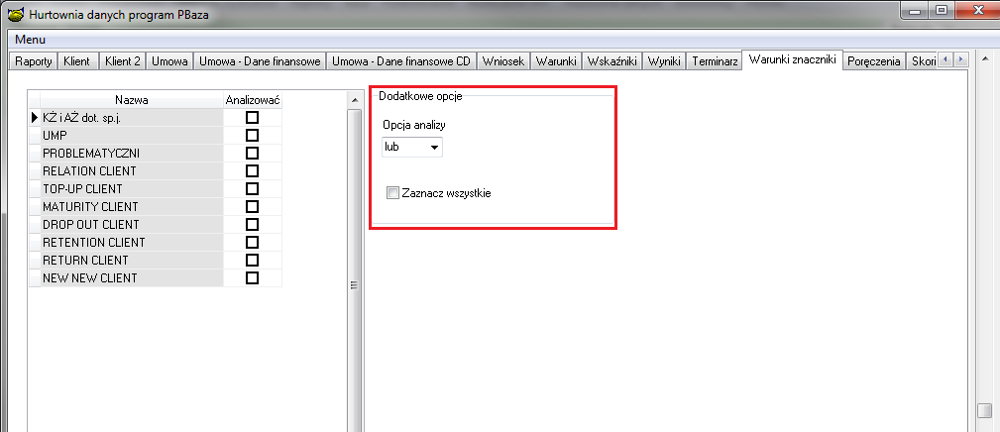 Hurtownia danych program PBaza
Menu
Raporty Klient Klient 2 Umowa Umowa - Dane finansowe Umowa - Dane finansowe CD Wniosek Warunki Wskaźniki Wyniki Terminarz Warunki znaczniki Poręczenia Skori
Nazwa Analizować
KŻ i AŻ dot. sp.j.
UMP
PROBLEMATYCZNI
RELATION CLIENT
TOP-UP CLIENT
MATURITY CLIENT
DROP OUT CLIENT
RETENTION CLIENT
RETURN CLIENT
NEW NEW CLIENT
Dodatkowe opcje
Opcja analizy
lub
Zaznacz wszystkie